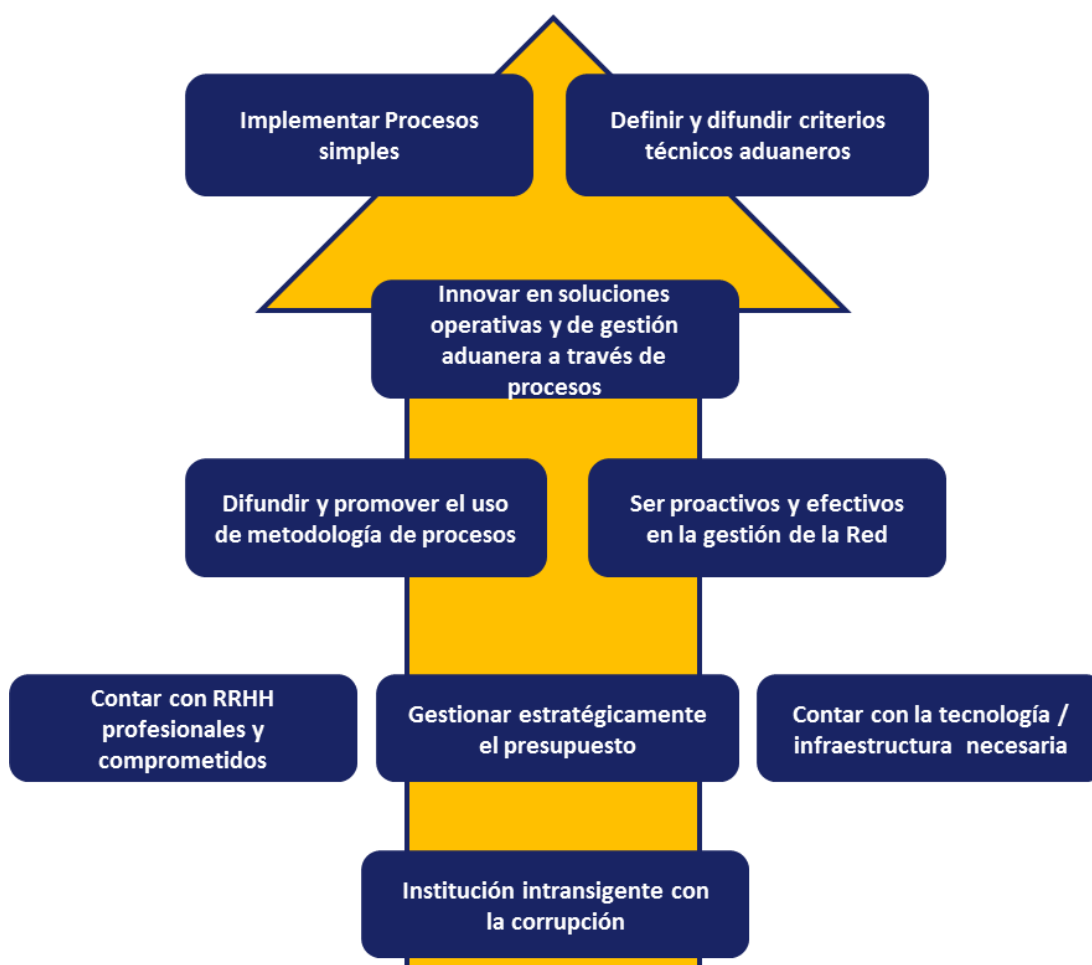 Implementar Procesos
simples
Definir y difundir criterios
técnicos aduaneros
Innovar en soluciones
operativas y de gestión
aduanera a través de
procesos
Difundir y promover el uso
de metodología de procesos
Ser proactivos y efectivos
en la gestión de la Red
Contar con RRHH
profesionales y
comprometidos
Gestionar estratégicamente
el presupuesto
Contar con la tecnología /
infraestructura necesaria
Institución intransigente con
la corrupción